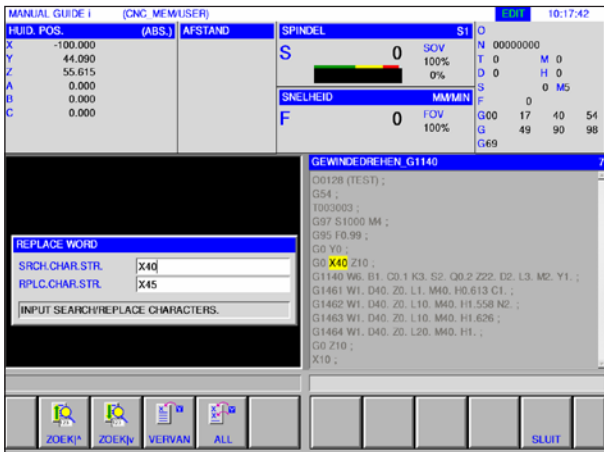 MANUAL GUIDE i (CNC_MEM/USER) EDIT 10:17:42
HUID. POS. (ABS.)
X -100.000
Y 44.090
Z 55.615
A 0.000
B 0.000
C 0.000
AFSTAND
SPINDEL S1
S 0 SOV
100%
0%
SNELHEID MM/MIN
F 0 FOV
100%
O
N 00000000
T 0 M 0
D 0 H 0
S 0 M5
F 0
G00 17 40 54
G 49 90 98
G69
REPLACE WORD
SRCH.CHAR.STR. X40
RPLC.CHAR.STR. X45
INPUT SEARCH/REPLACE CHARACTERS.
GEWINDEDREHEN_G1140 7
O0128 (TEST) ;
G54 ;
T003003 ;
G97 S1000 M4 ;
G95 F0.99 ;
G0 Y0 ;
G0 X40 Z10 ;
G1140 W6. B1. C0.1 K3. S2. Q0.2 Z22. D2. L3. M2. Y1. ;
G1461 W1. D40. Z0. L1. M40. H0.613 C1. ;
G1462 W1. D40. Z0. L10. M40. H1.558 N2. ;
G1463 W1. D40. Z0. L10. M40. H1.626 ;
G1464 W1. D40. Z0. L20. M40. H1. ;
G0 Z10 ;
X10 ;
ZOEK|^ ZOEK|v VERVAN ALL SLUIT